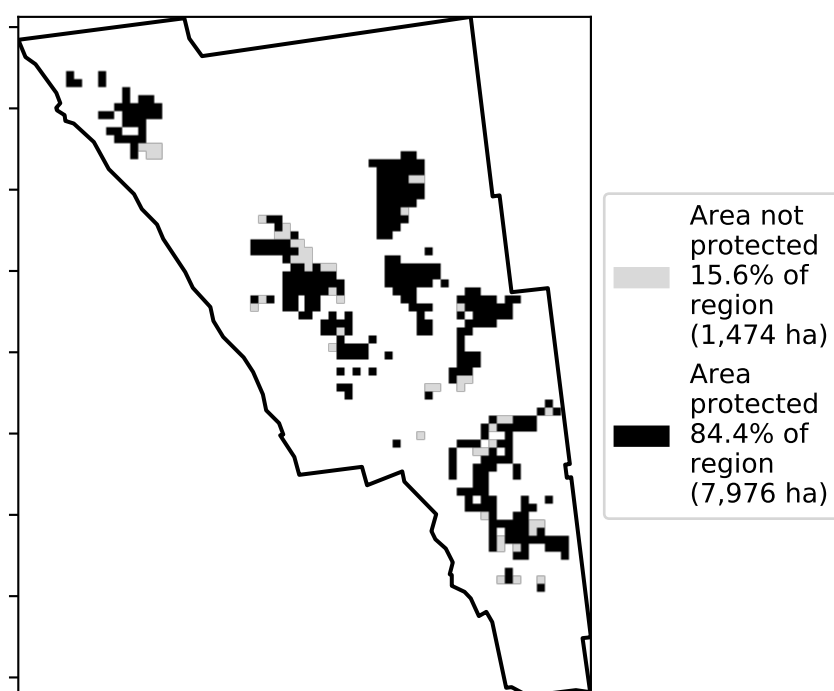 Area not
protected
15.6% of
region
(1,474 ha)
Area
protected
84.4% of
region
(7,976 ha)